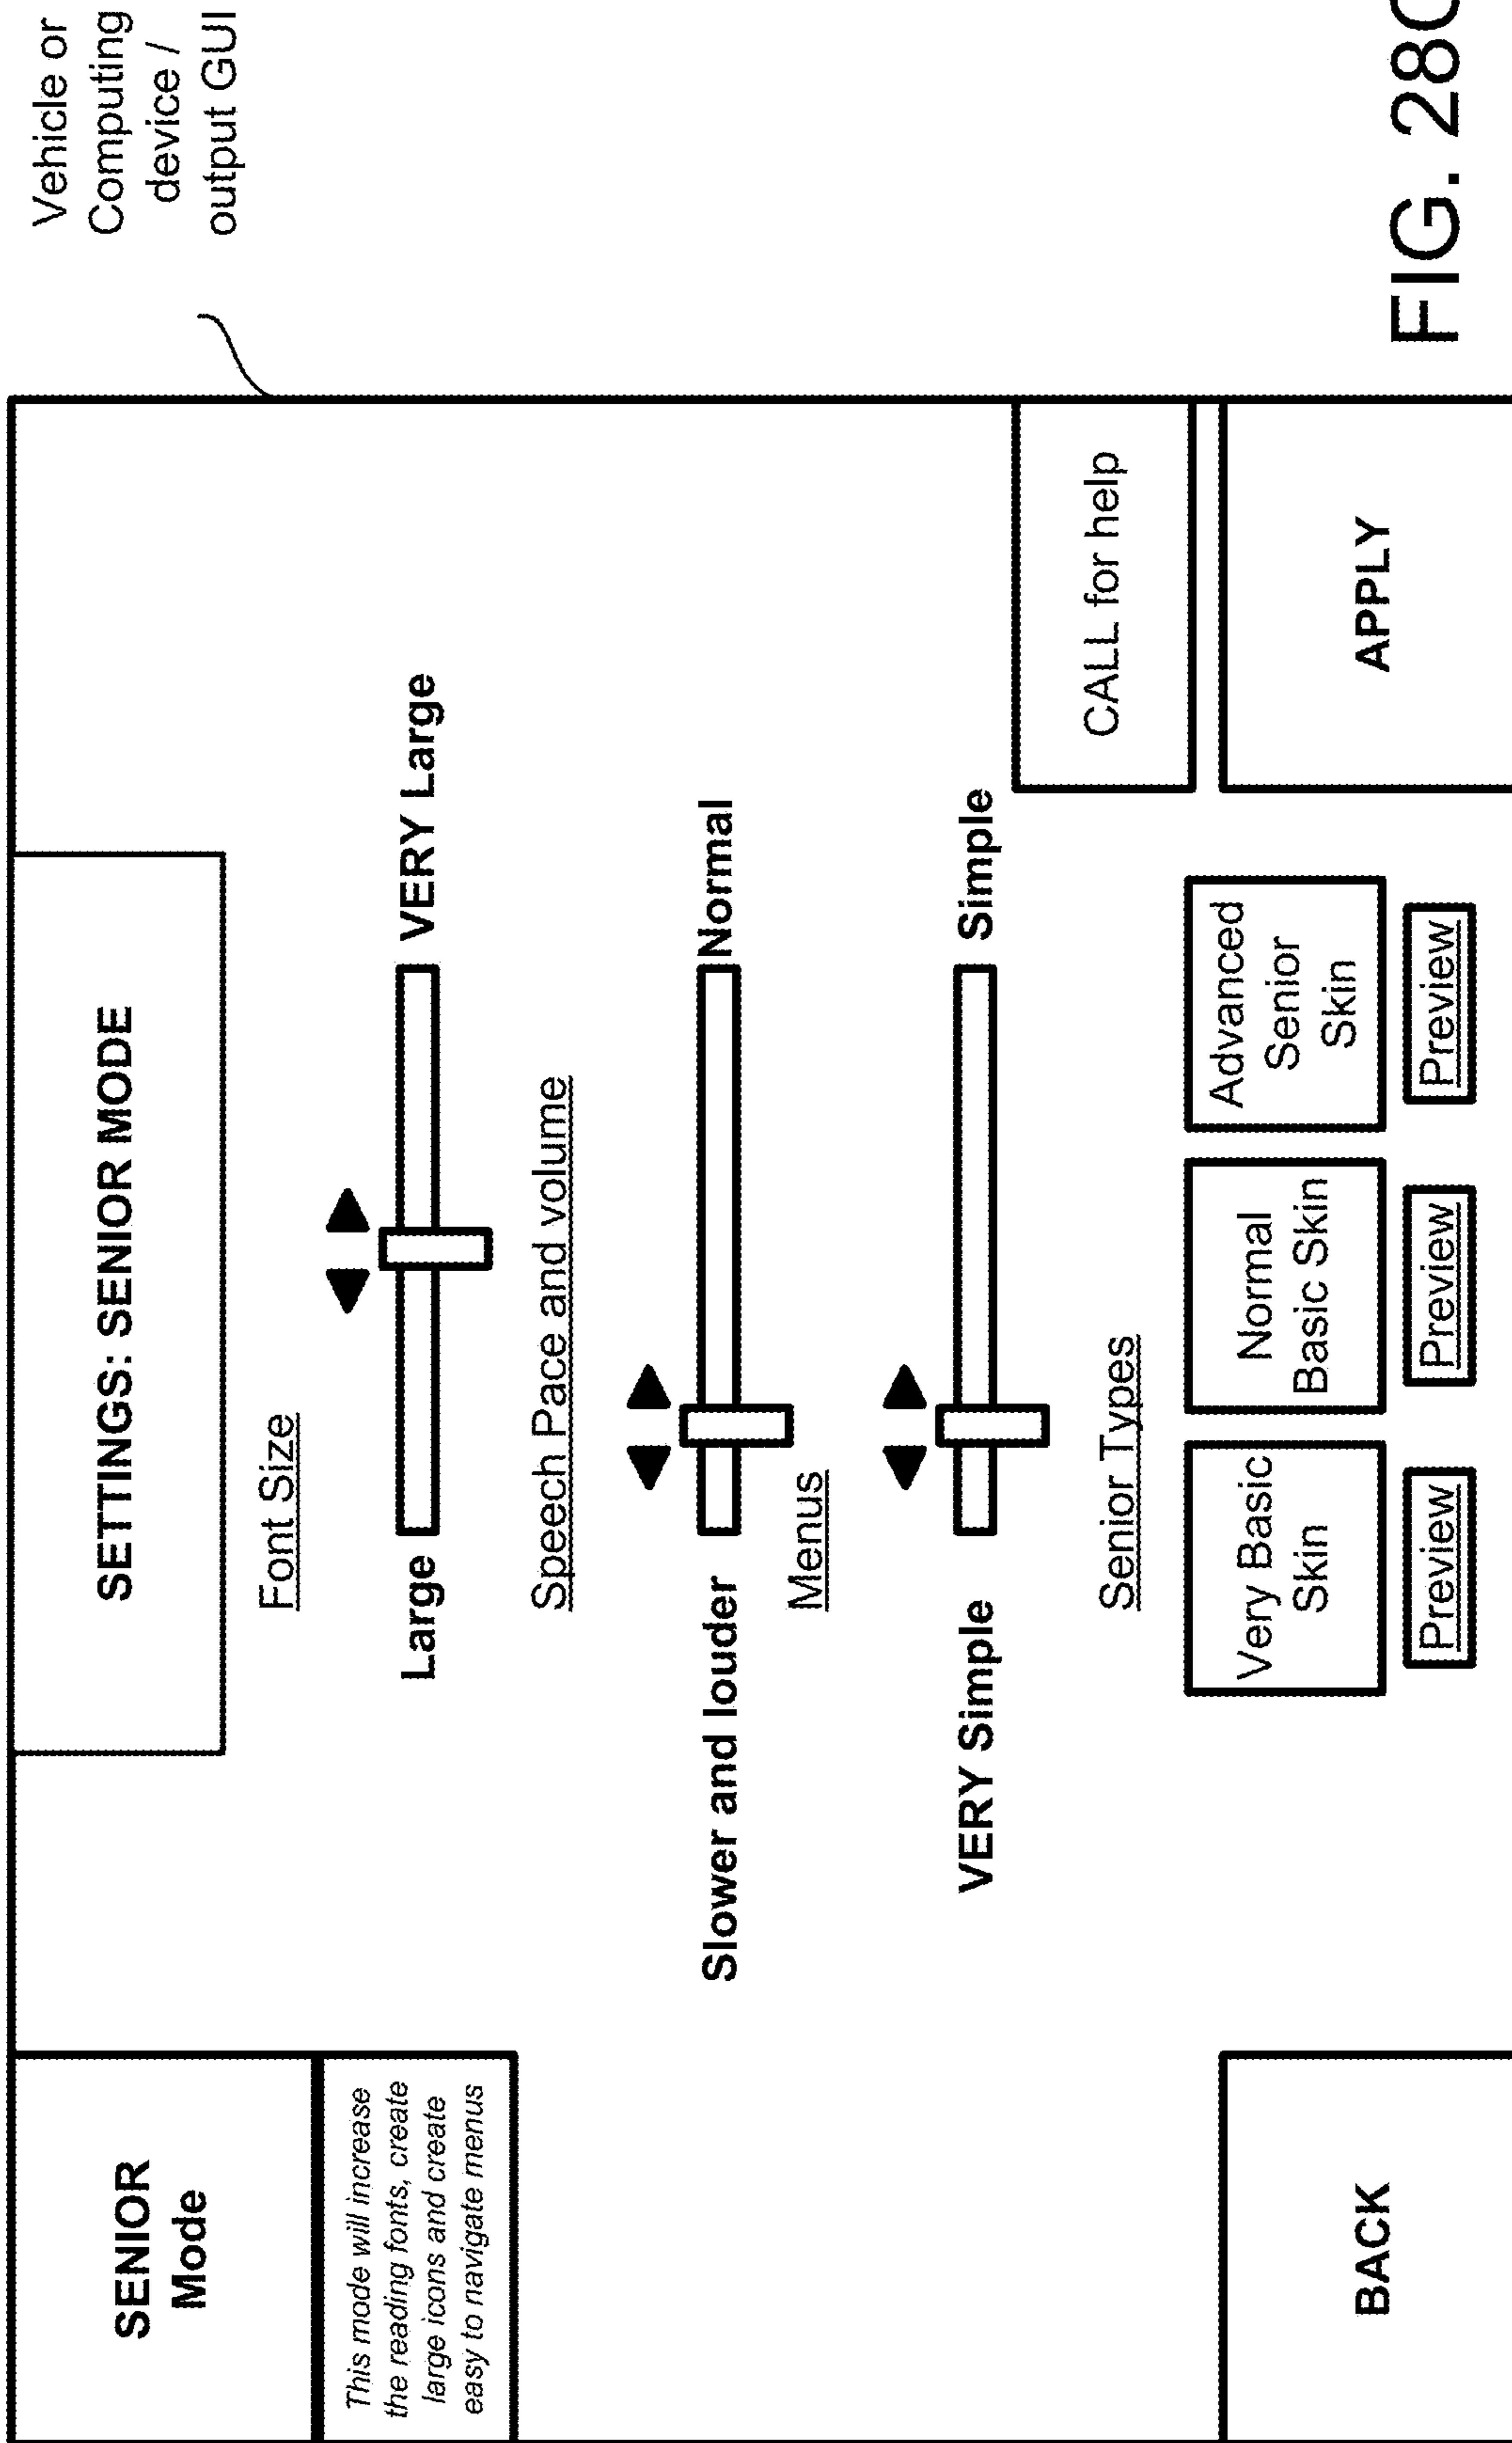 SENIOR
Mode
This mode will increase
the reading fonts, create
large icons and create
easy to navigate menus
SETTINGS: SENIOR MODE
Vehicle or
Computing
device /
output GUI
Font Size
Large
VERY Large
Speech Pace and volume
Slower and louder
Normal
Menus
VERY Simple
Simple
Senior Types
Very Basic
Skin
Normal
Basic Skin
Advanced
Senior
Skin
Preview
Preview
Preview
CALL for help
BACK
APPLY
FIG. 28C